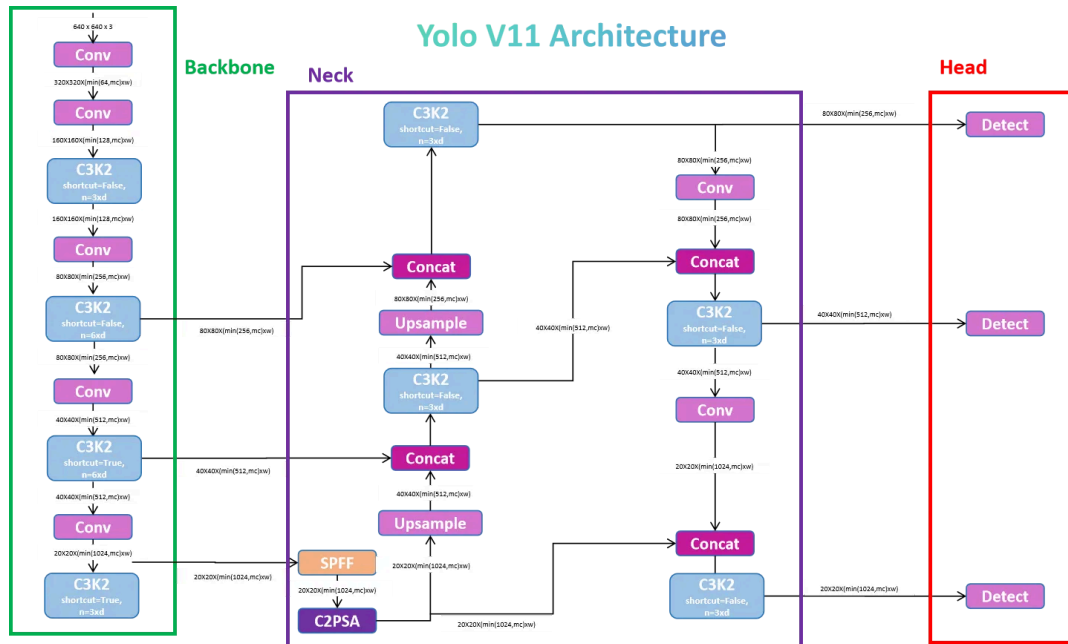 Yolo V11 Architecture
Backbone
640 x 640 x 3
Conv
320X320X(min(64,mc)xw)
Conv
160X160X(min(128,mc)xw)
C3K2
shortcut=False,
n=3xd
160X160X(min(128,mc)xw)
Conv
80X80X(min(256,mc)xw)
C3K2
shortcut=False,
n=6xd
80X80X(min(256,mc)xw)
80X80X(min(256,mc)xw)
Conv
40X40X(min(512,mc)xw)
C3K2
shortcut=True,
n=6xd
40X40X(min(512,mc)xw)
40X40X(min(512,mc)xw)
Conv
20X20X(min(1024,mc)xw)
20X20X(min(1024,mc)xw)
C3K2
shortcut=True,
n=3xd
Neck
C3K2
shortcut=False,
n=3xd
Concat
80X80X(min(256,mc)xw)
Upsample
40X40X(min(512,mc)xw)
C3K2
shortcut=False,
n=3xd
Concat
40X40X(min(512,mc)xw)
Upsample
20X20X(min(1024,mc)xw)
SPFF
20X20X(min(1024,mc)xw)
C2PSA
20X20X(min(1024,mc)xw)
40X40X(min(512,mc)xw)
80X80X(min(256,mc)xw)
Conv
80X80X(min(256,mc)xw)
Concat
C3K2
shortcut=False,
n=3xd
40X40X(min(512,mc)xw)
Conv
20X20X(min(1024,mc)xw)
Concat
C3K2
shortcut=False,
n=3xd
80X80X(min(256,mc)xw)
40X40X(min(512,mc)xw)
20X20X(min(1024,mc)xw)
Head
Detect
Detect
Detect